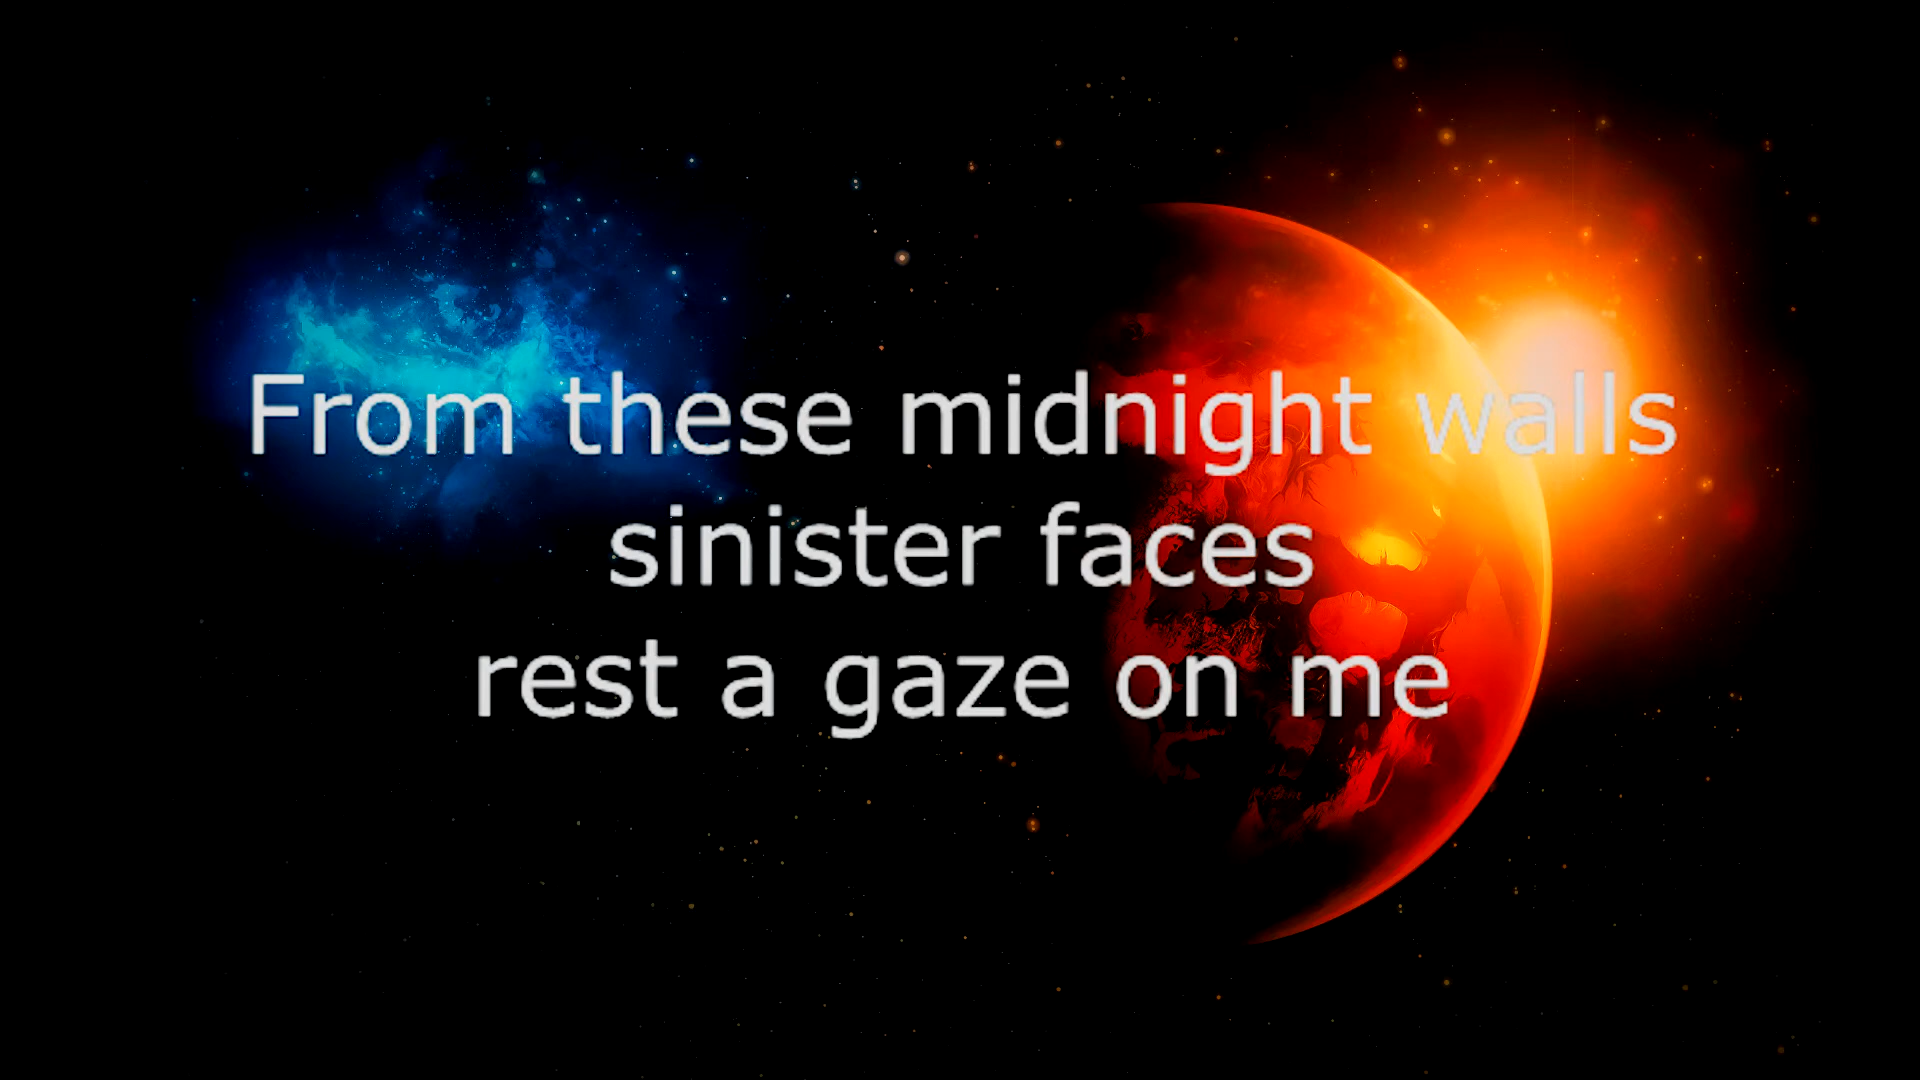 From these midnight walls
sinister faces
rest a gaze on me